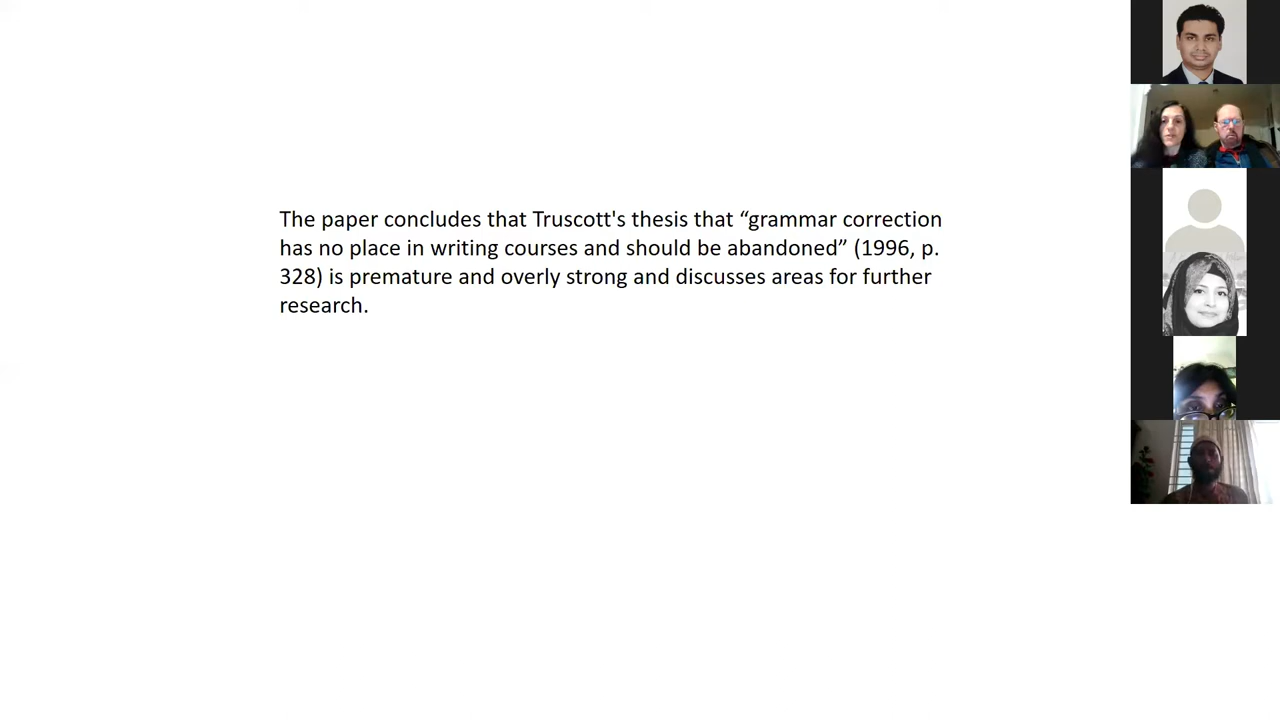 The paper concludes that Truscott's thesis that “grammar correction
has no place in writing courses and should be abandoned” (1996, p.
328) is premature and overly strong and discusses areas for further
research.